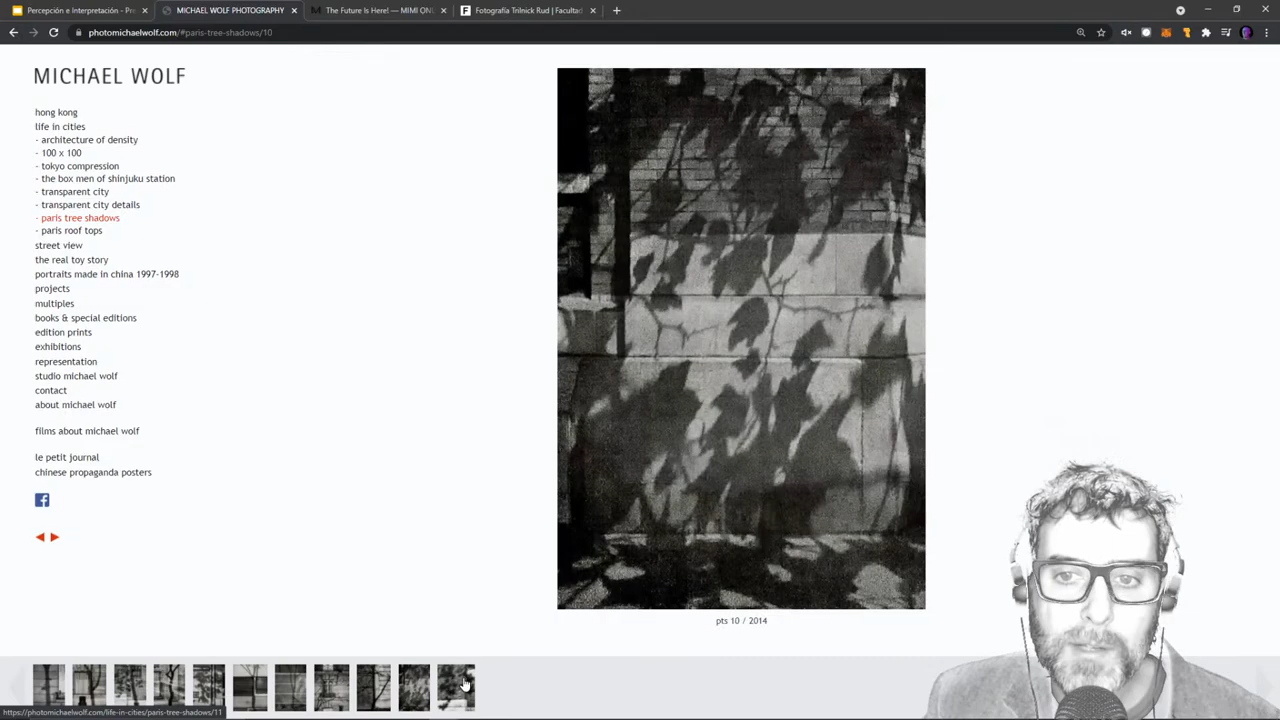 Percepción e Interpretación - Pre
MICHAEL WOLF PHOTOGRAPHY
The Future Is Here! — MIMI ON
Fotografía Trilnick Rud | Faculta
photomichaelwolf.com/#paris-tree-shadows/10
MICHAEL WOLF
hong kong
life in cities
- architecture of density
- 100 x 100
- tokyo compression
- the box men of shinjuku station
- transparent city
- transparent city details
- paris tree shadows
- paris roof tops
street view
the real toy story
portraits made in china 1997-1998
projects
multiples
books & special editions
edition prints
exhibitions
representation
studio michael wolf
contact
about michael wolf
films about michael wolf
le petit journal
chinese propaganda posters
pts 10 / 2014
https://photomichaelwolf.com/life-in-cities/paris-tree-shadows/11